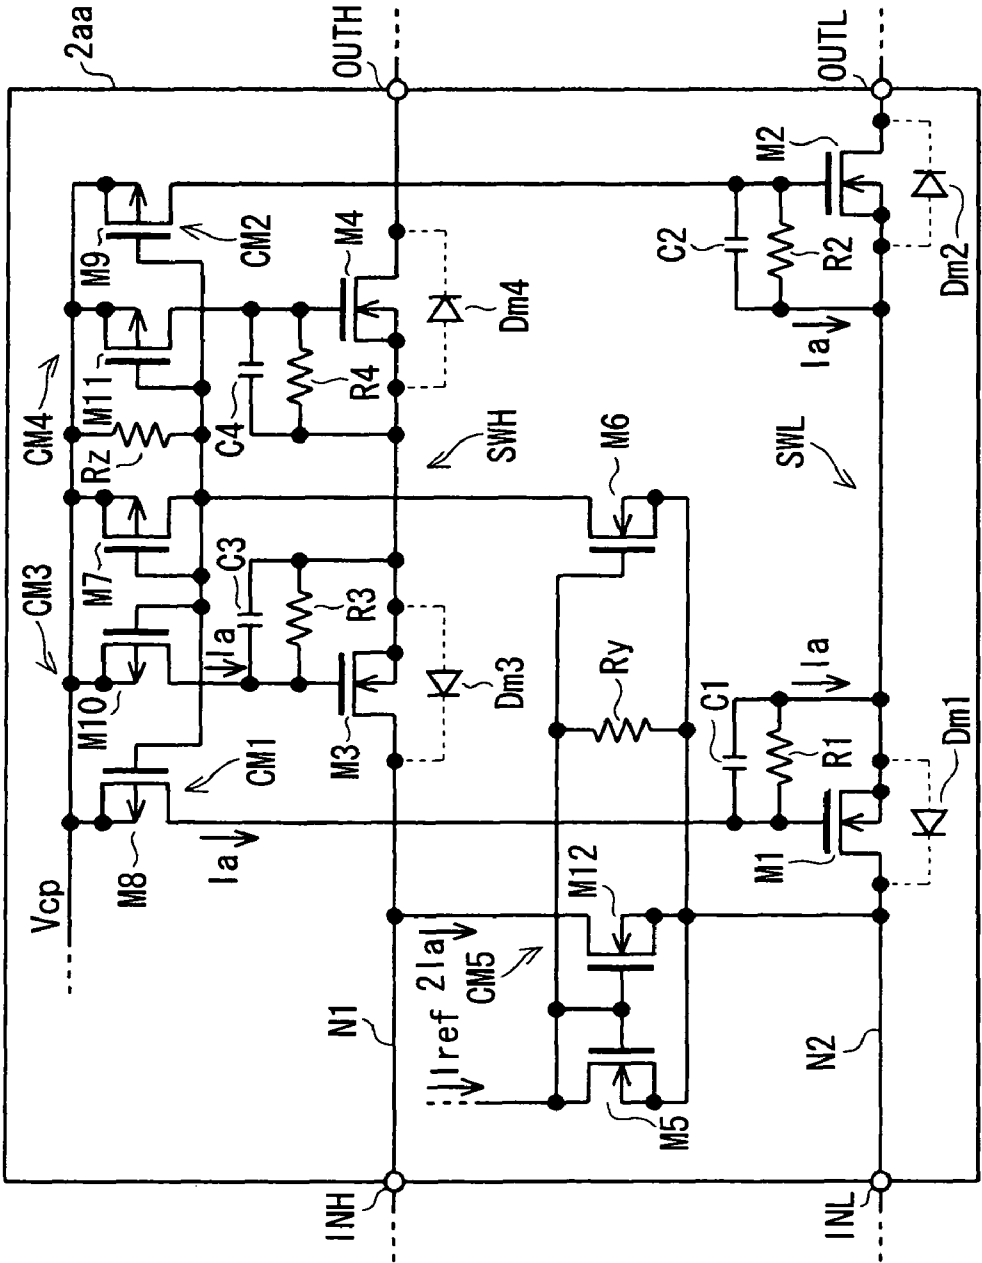 2aa
OUTH
OUTL
M9
CM2
M4
Dm4
C2
R2
M2
Dm2
Ia
CM4
M11
Rz
C4
R4
SWH
M6
SWL
CM3
M7
C3
R3
Ia
M10
M3
Dm3
Ry
C1
R1
Ia
Dm1
M1
CM1
M8
Ia
Vcp
M12
2Ia
CM5
Iref
M5
N1
N2
INH
INL